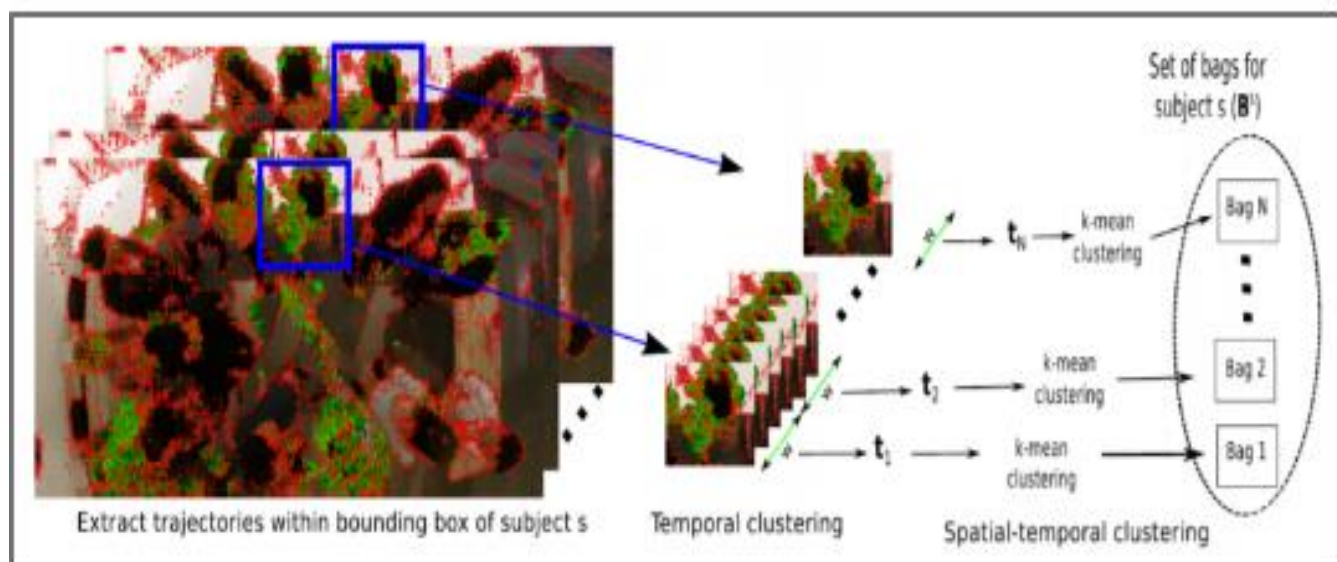 Set of bags for
subject s (Bˢ)
Bag N
t_N
k-mean
clustering
k-mean
clustering
Bag 2
t_2
k-mean
clustering
Bag 1
t_1
Extract trajectories within bounding box of subject s
Temporal clustering
Spatial-temporal clustering